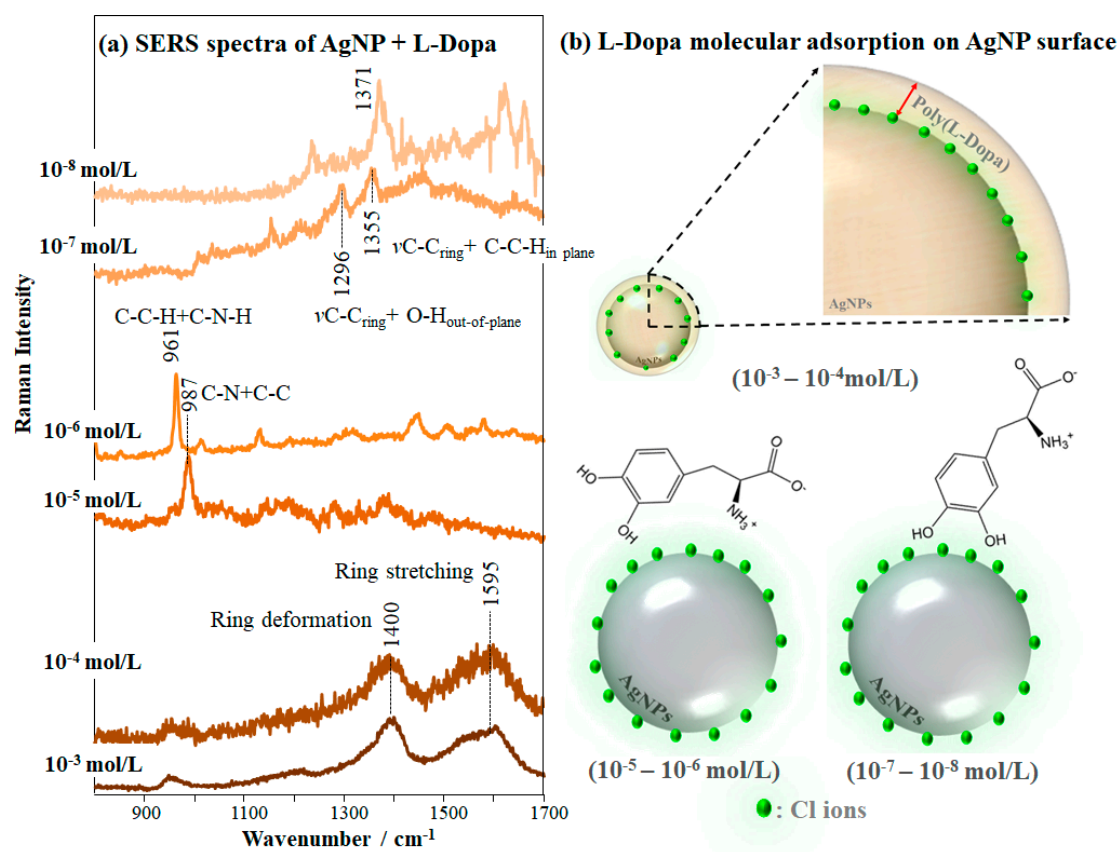 (a) SERS spectra of AgNP + L-Dopa
1371
10⁻⁸ mol/L
10⁻⁷ mol/L
1296
1355
νC-C_ring + C-C-H_in plane
νC-C_ring + O-H_out-of-plane
C-C-H+C-N-H
961
987
C-N+C-C
10⁻⁶ mol/L
10⁻⁵ mol/L
Ring stretching
1595
Ring deformation
1400
10⁻⁴ mol/L
10⁻³ mol/L
Raman Intensity
900 1100 1300 1500 1700
Wavenumber / cm⁻¹
(b) L-Dopa molecular adsorption on AgNP surface
Poly(L-Dopa)
AgNPs
AgNPs
(10⁻³ – 10⁻⁴mol/L)
HO
OH
O
O⁻
NH₃⁺
O
O⁻
NH₃⁺
HO
OH
AgNPs
AgNPs
(10⁻⁵ – 10⁻⁶ mol/L)
(10⁻⁷ – 10⁻⁸ mol/L)
: Cl ions